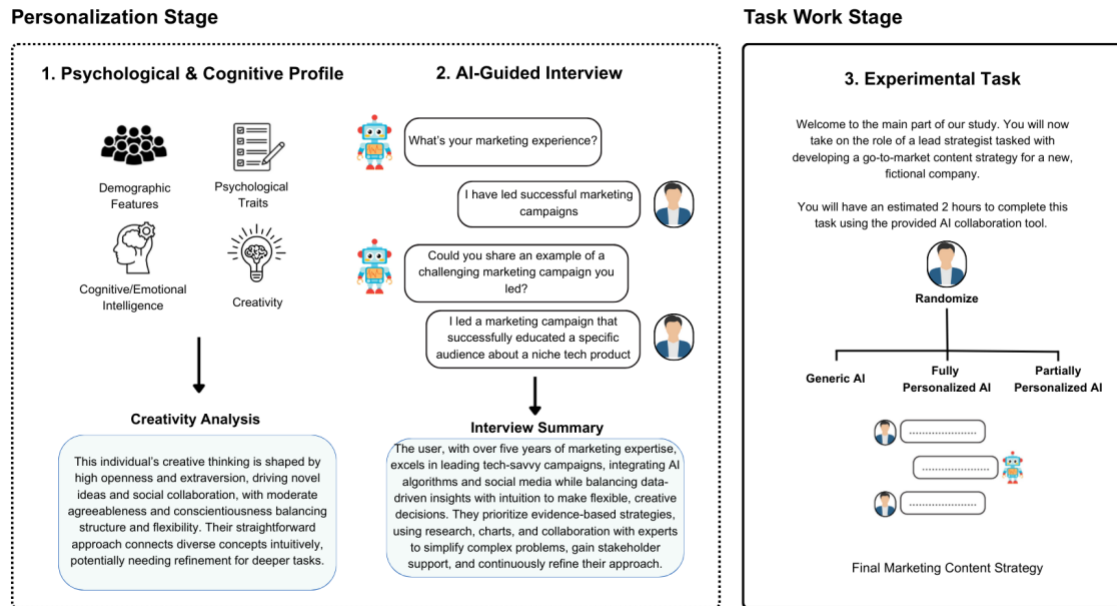 Personalization Stage
1. Psychological & Cognitive Profile
Demographic
Features
Psychological
Traits
Cognitive/Emotional
Intelligence
Creativity
Creativity Analysis
This individual's creative thinking is shaped by
high openness and extraversion, driving novel
ideas and social collaboration, with moderate
agreeableness and conscientiousness balancing
structure and flexibility. Their straightforward
approach connects diverse concepts intuitively,
potentially needing refinement for deeper tasks.
2. AI-Guided Interview
What's your marketing experience?
I have led successful marketing
campaigns
Could you share an example of a
challenging marketing campaign you
led?
I led a marketing campaign that
successfully educated a specific
audience about a niche tech product
Interview Summary
The user, with over five years of marketing expertise,
excels in leading tech-savvy campaigns, integrating AI
algorithms and social media while balancing data-
driven insights with intuition to make flexible, creative
decisions. They prioritize evidence-based strategies,
using research, charts, and collaboration with experts
to simplify complex problems, gain stakeholder
support, and continuously refine their approach.
Task Work Stage
3. Experimental Task
Welcome to the main part of our study. You will now
take on the role of a lead strategist tasked with
developing a go-to-market content strategy for a new,
fictional company.
You will have an estimated 2 hours to complete this
task using the provided AI collaboration tool.
Randomize
Generic AI
Fully
Personalized AI
Partially
Personalized AI
Final Marketing Content Strategy